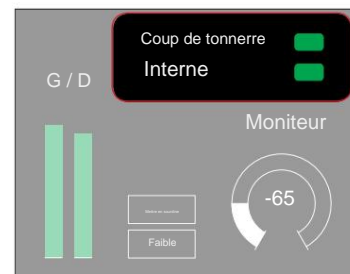 Coup de tonnerre
Interne
G / D
Moniteur
-65
Faible